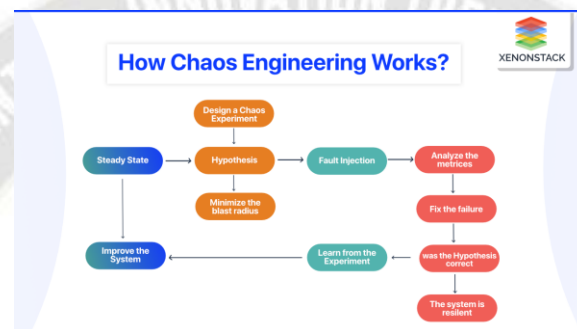 XENONSTACK
How Chaos Engineering Works?
Design a Chaos
Experiment
Steady State
Hypothesis
Fault Injection
Analyze the
metrices
Minimize the
blast radius
Fix the failure
Improve the
System
Learn from the
Experiment
was the Hypothesis
correct
The system is
resilent